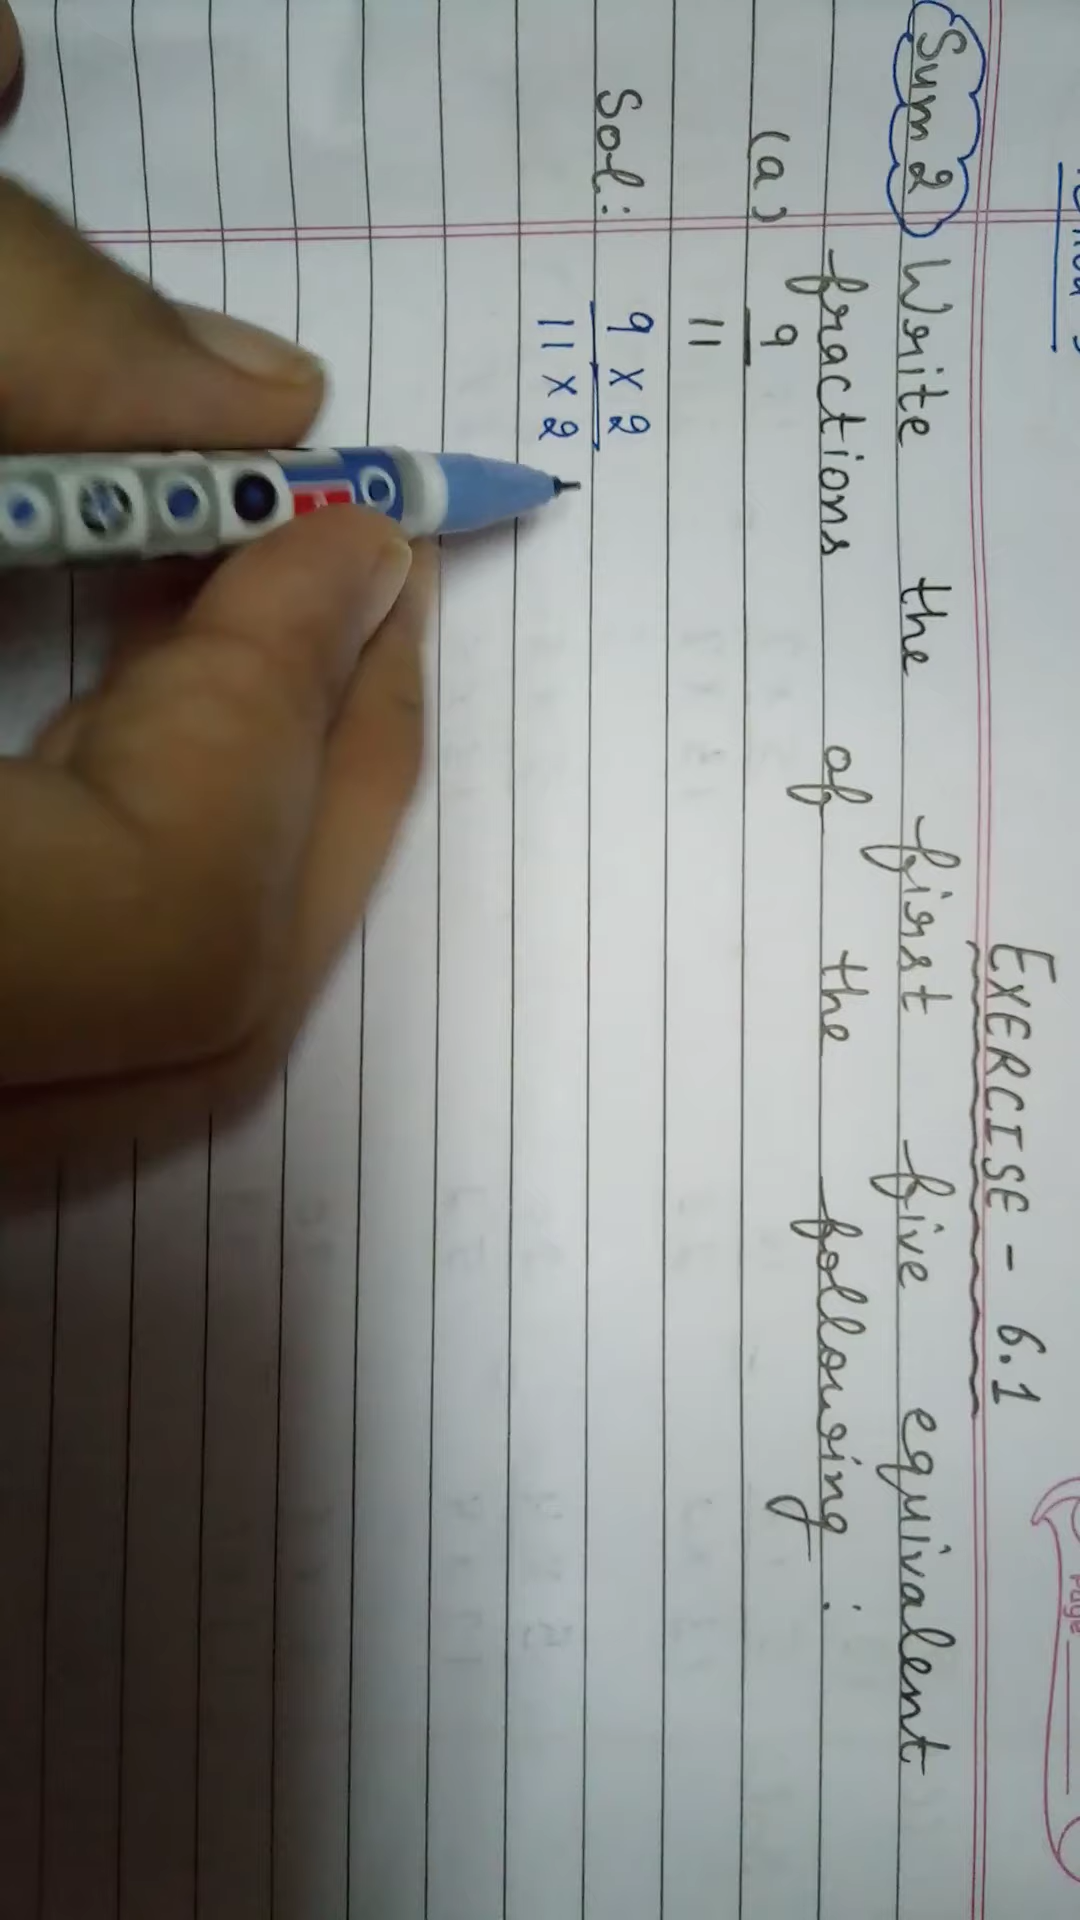 EXERCISE - 6.1
Page
Sum 2 Write the first five equivalent
fractions of the following :
(a) 9
11
Sol: 9 x 2
11 x 2